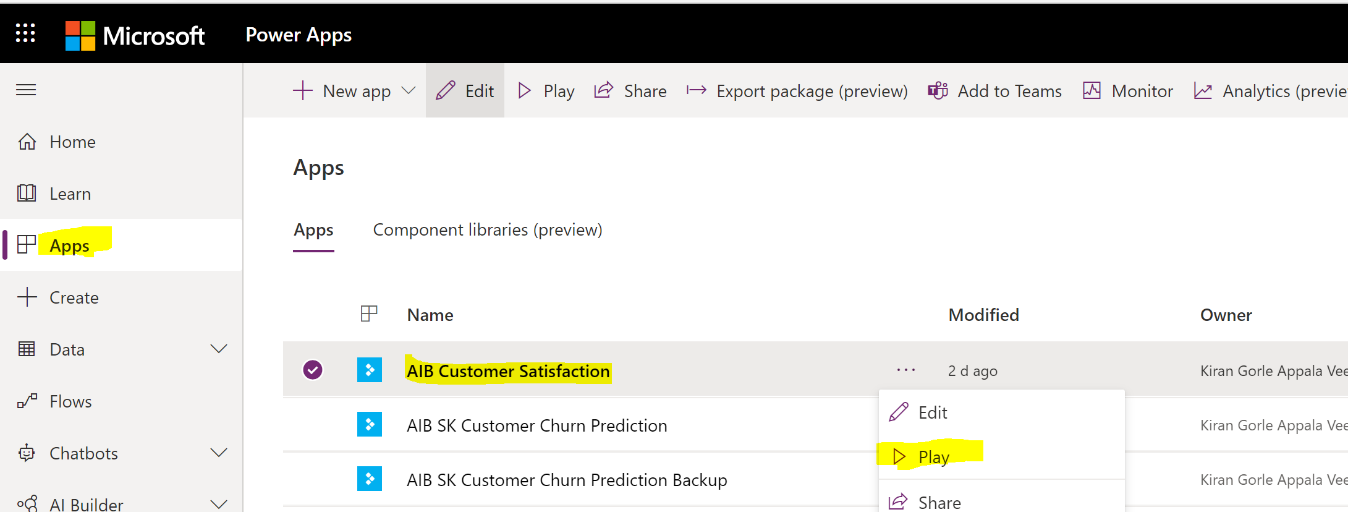 Microsoft Power Apps
New app Edit Play Share Export package (preview) Add to Teams Monitor Analytics (previe
Home
Learn
Apps
Create
Data
Flows
Chatbots
AI Builder
Apps
Apps Component libraries (preview)
Name Modified Owner
AIB Customer Satisfaction ... 2 d ago Kiran Gorle Appala Vee
AIB SK Customer Churn Prediction Kiran Gorle Appala Vee
AIB SK Customer Churn Prediction Backup Kiran Gorle Appala Vee
Edit
Play
Share